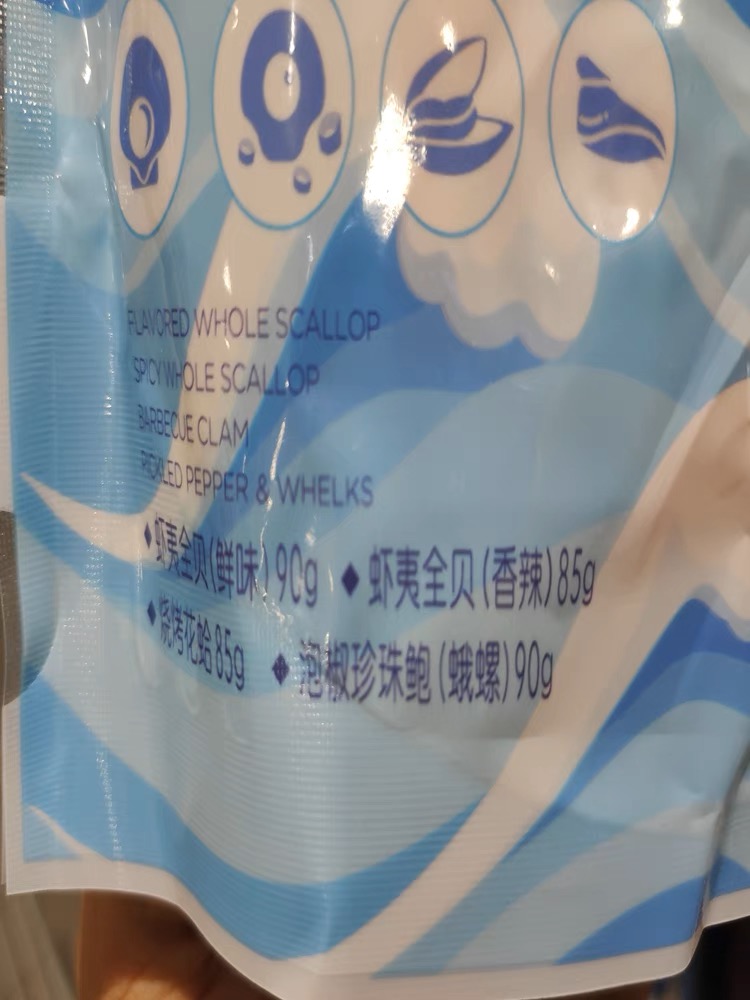 FLAVORED WHOLE SCALLOP
SPICY WHOLE SCALLOP
BARBECUE CLAM
PICKLED PEPPER & WHELKS
◆虾夷全贝(鲜味)90g ◆虾夷全贝(香辣)85g
◆烧烤花蛤85g ◆泡椒珍珠鲍(蛾螺)90g